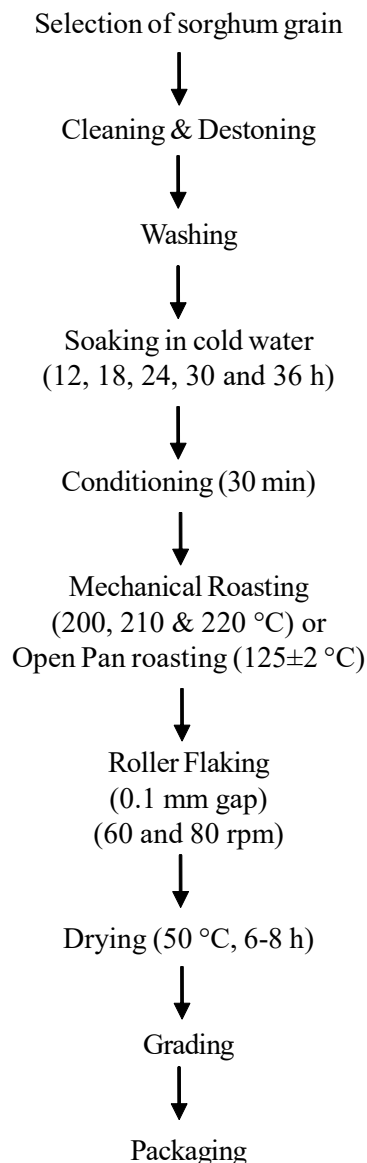 Selection of sorghum grain
Cleaning & Destoning
Washing
Soaking in cold water
(12, 18, 24, 30 and 36 h)
Conditioning (30 min)
Mechanical Roasting
(200, 210 & 220 °C) or
Open Pan roasting (125±2 °C)
Roller Flaking
(0.1 mm gap)
(60 and 80 rpm)
Drying (50 °C, 6-8 h)
Grading
Packaging